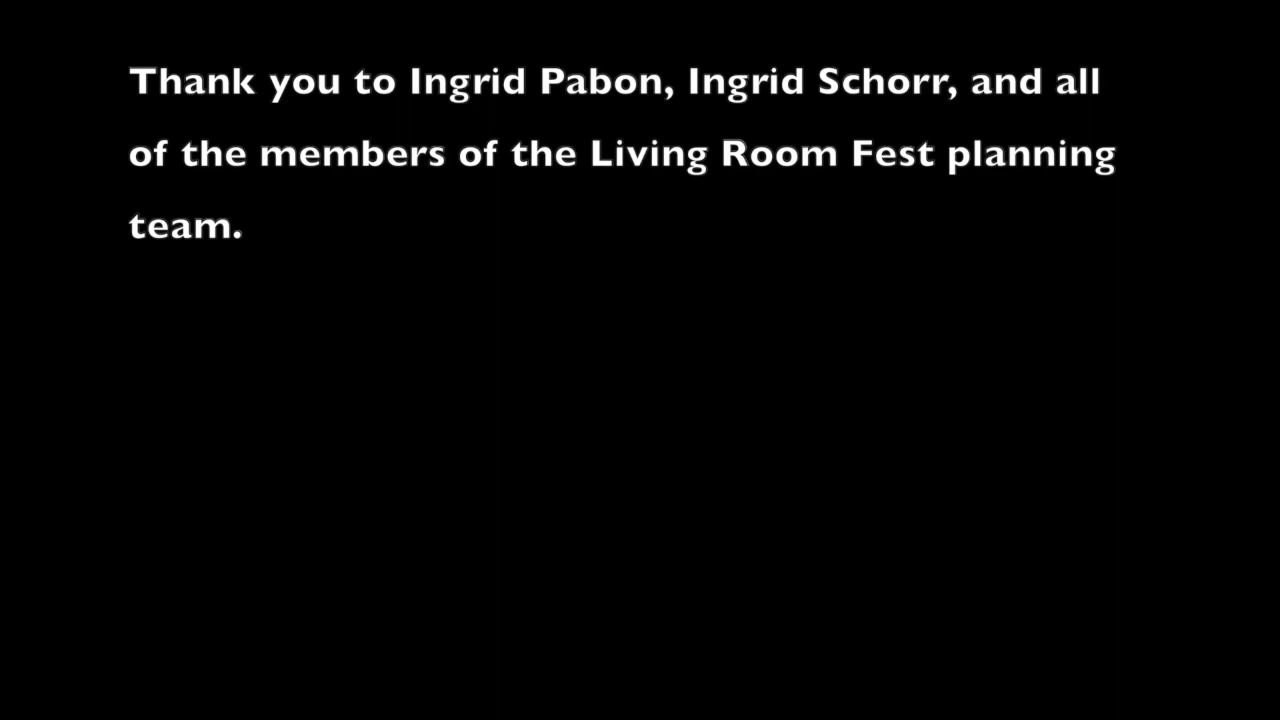 Thank you to Ingrid Pabon, Ingrid Schorr, and all
of the members of the Living Room Fest planning
team.